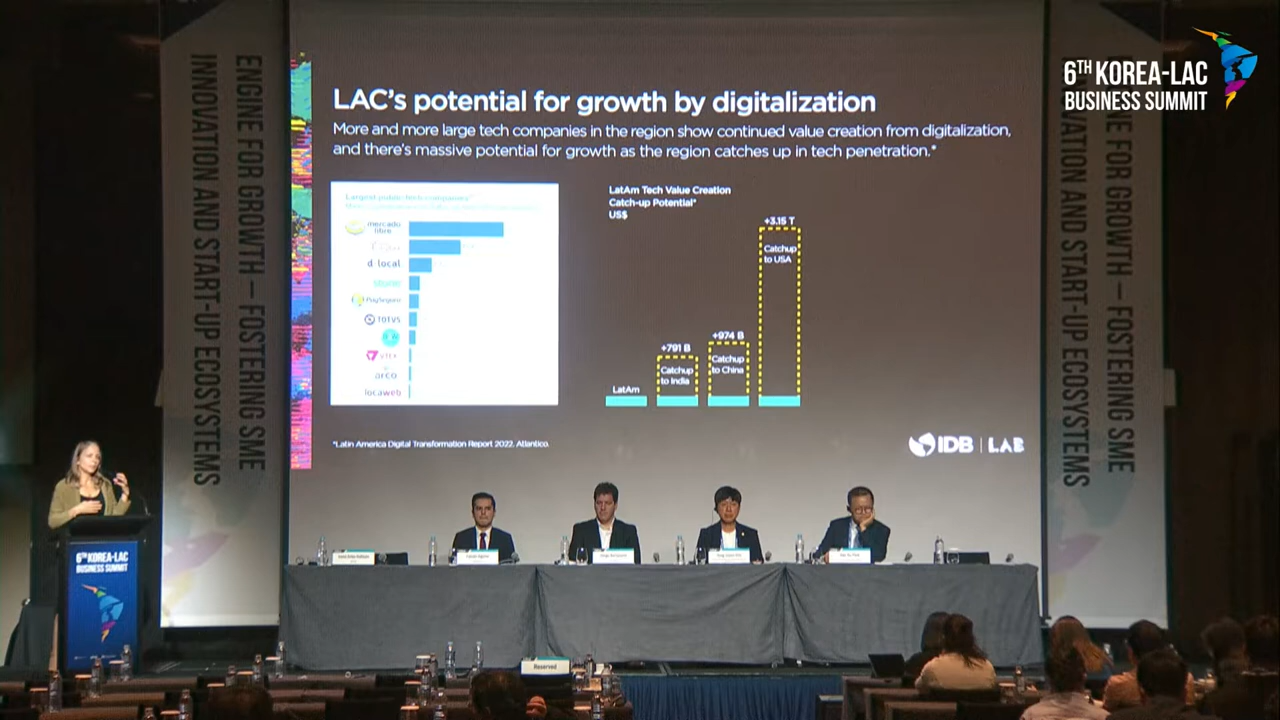 6TH KOREA-LAC
BUSINESS SUMMIT
ENGINE FOR GROWTH – FOSTERING SME
INNOVATION AND START-UP ECOSYSTEMS
LAC's potential for growth by digitalization
More and more large tech companies in the region show continued value creation from digitalization,
and there's massive potential for growth as the region catches up in tech penetration.*
Largest public tech companies
mercado
libre
d·local
PagSeguro
TOTVS
VTEX
arco
locaweb
LatAm Tech Value Creation
Catch-up Potential*
US$
+3.15 T
Catchup
to USA
+974 B
Catchup
to China
+791 B
Catchup
to India
LatAm
*Latin America Digital Transformation Report 2022. Atlantico.
IDB | LAB
ENGINE FOR GROWTH – FOSTERING SME
INNOVATION AND START-UP ECOSYSTEMS
6TH KOREA-LAC
BUSINESS SUMMIT
Reserved